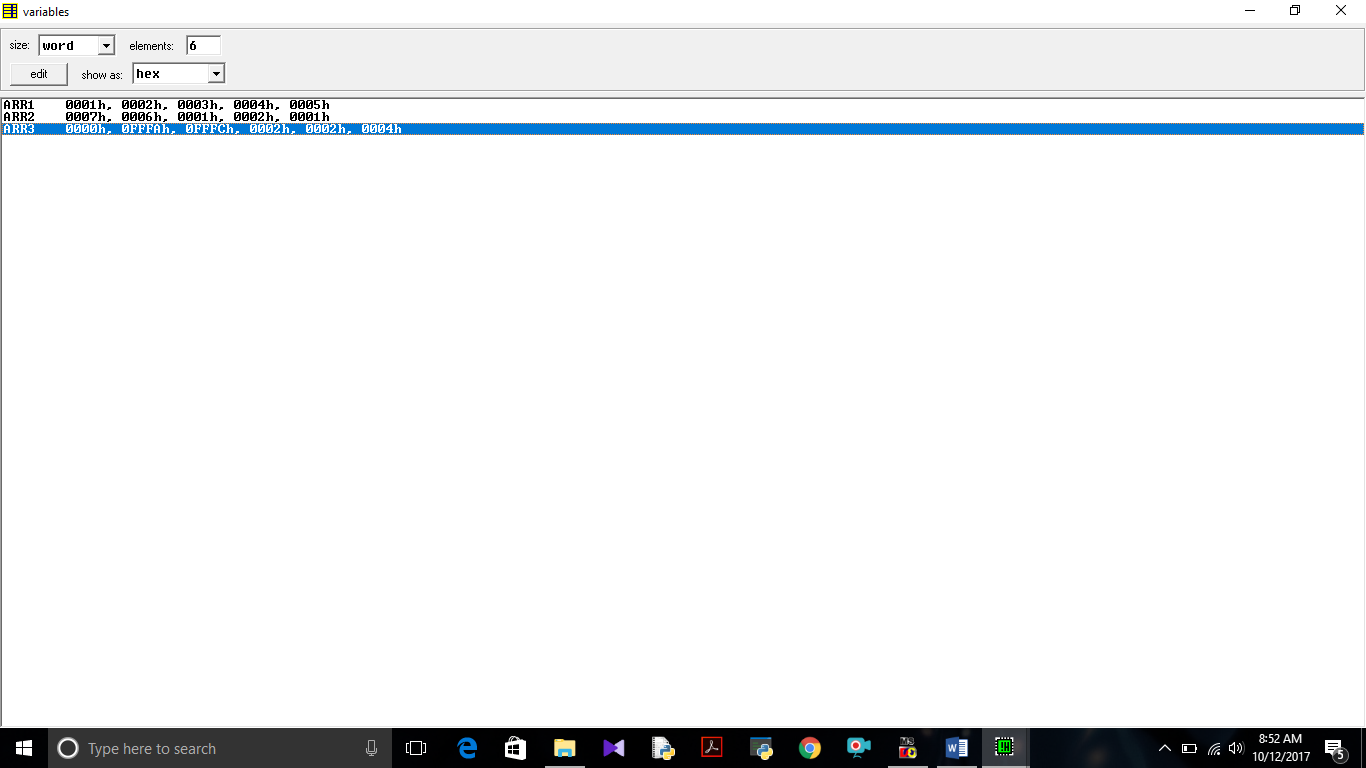 variables
size: word elements: 6
edit show as: hex
ARR1 0001h, 0002h, 0003h, 0004h, 0005h
ARR2 0007h, 0006h, 0001h, 0002h, 0001h
ARR3 0000h, 0FFFAh, 0FFFCh, 0002h, 0002h, 0004h
Type here to search
8:52 AM
10/12/2017
5